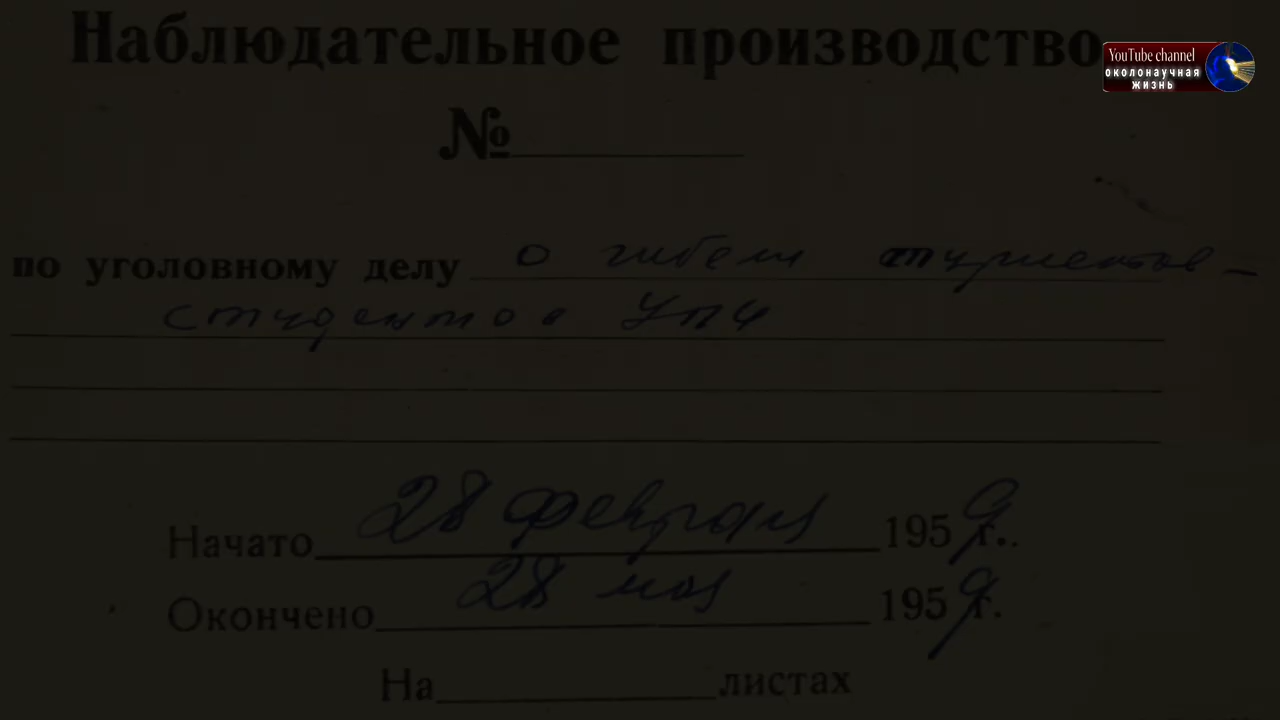 Наблюдательное производство
YouTube channel
околонаучная
жизнь
№
по уголовному делу о гибели туристов -
студентов УПИ
Начато 28 февраля 1959 г.
Окончено 28 мая 1959 г.
На листах